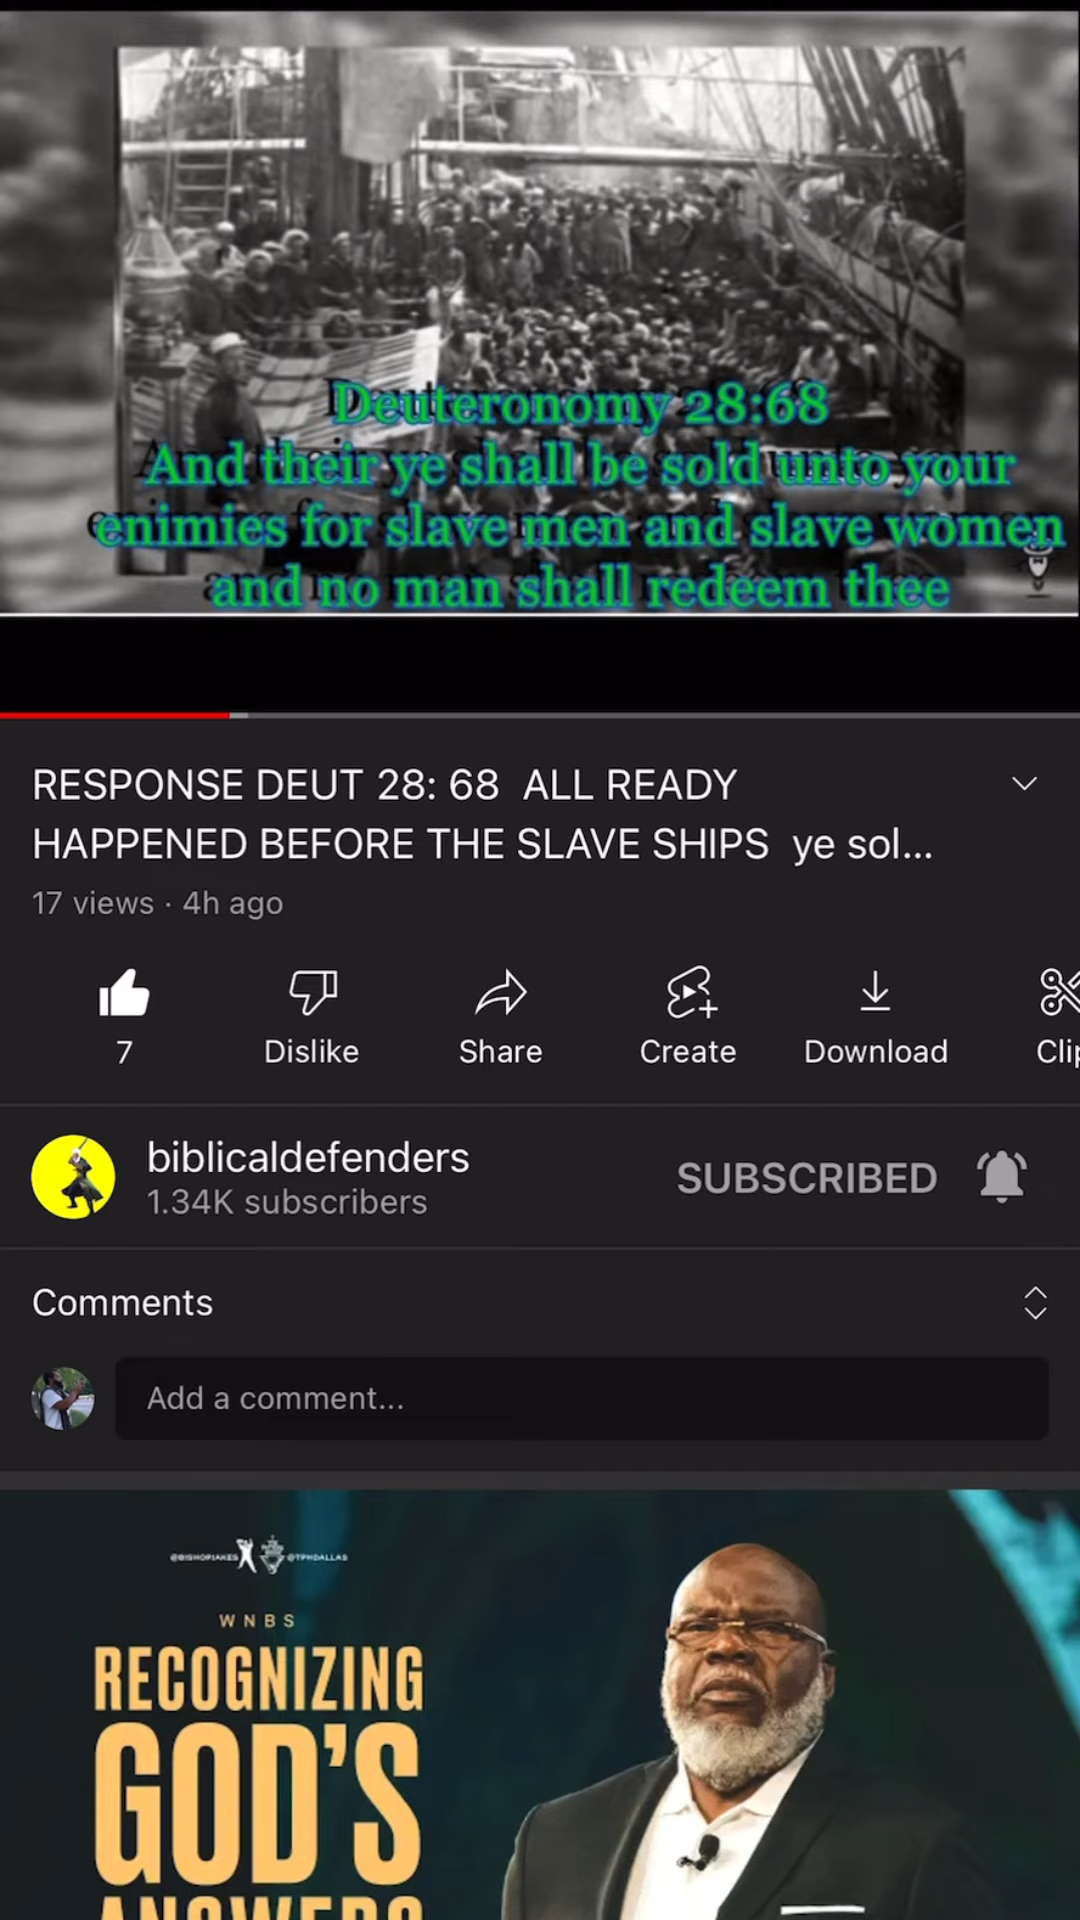 Deuteronomy 28:68
And their ye shall be sold unto your
enimies for slave men and slave women
and no man shall redeem thee
RESPONSE DEUT 28: 68  ALL READY
HAPPENED BEFORE THE SLAVE SHIPS  ye sol...
17 views · 4h ago
7
Dislike
Share
Create
Download
Clip
biblicaldefenders
1.34K subscribers
SUBSCRIBED
Comments
Add a comment...
@BISHOPJAKES @TPHDALLAS
WNBS
RECOGNIZING
GOD'S
ANSWERS